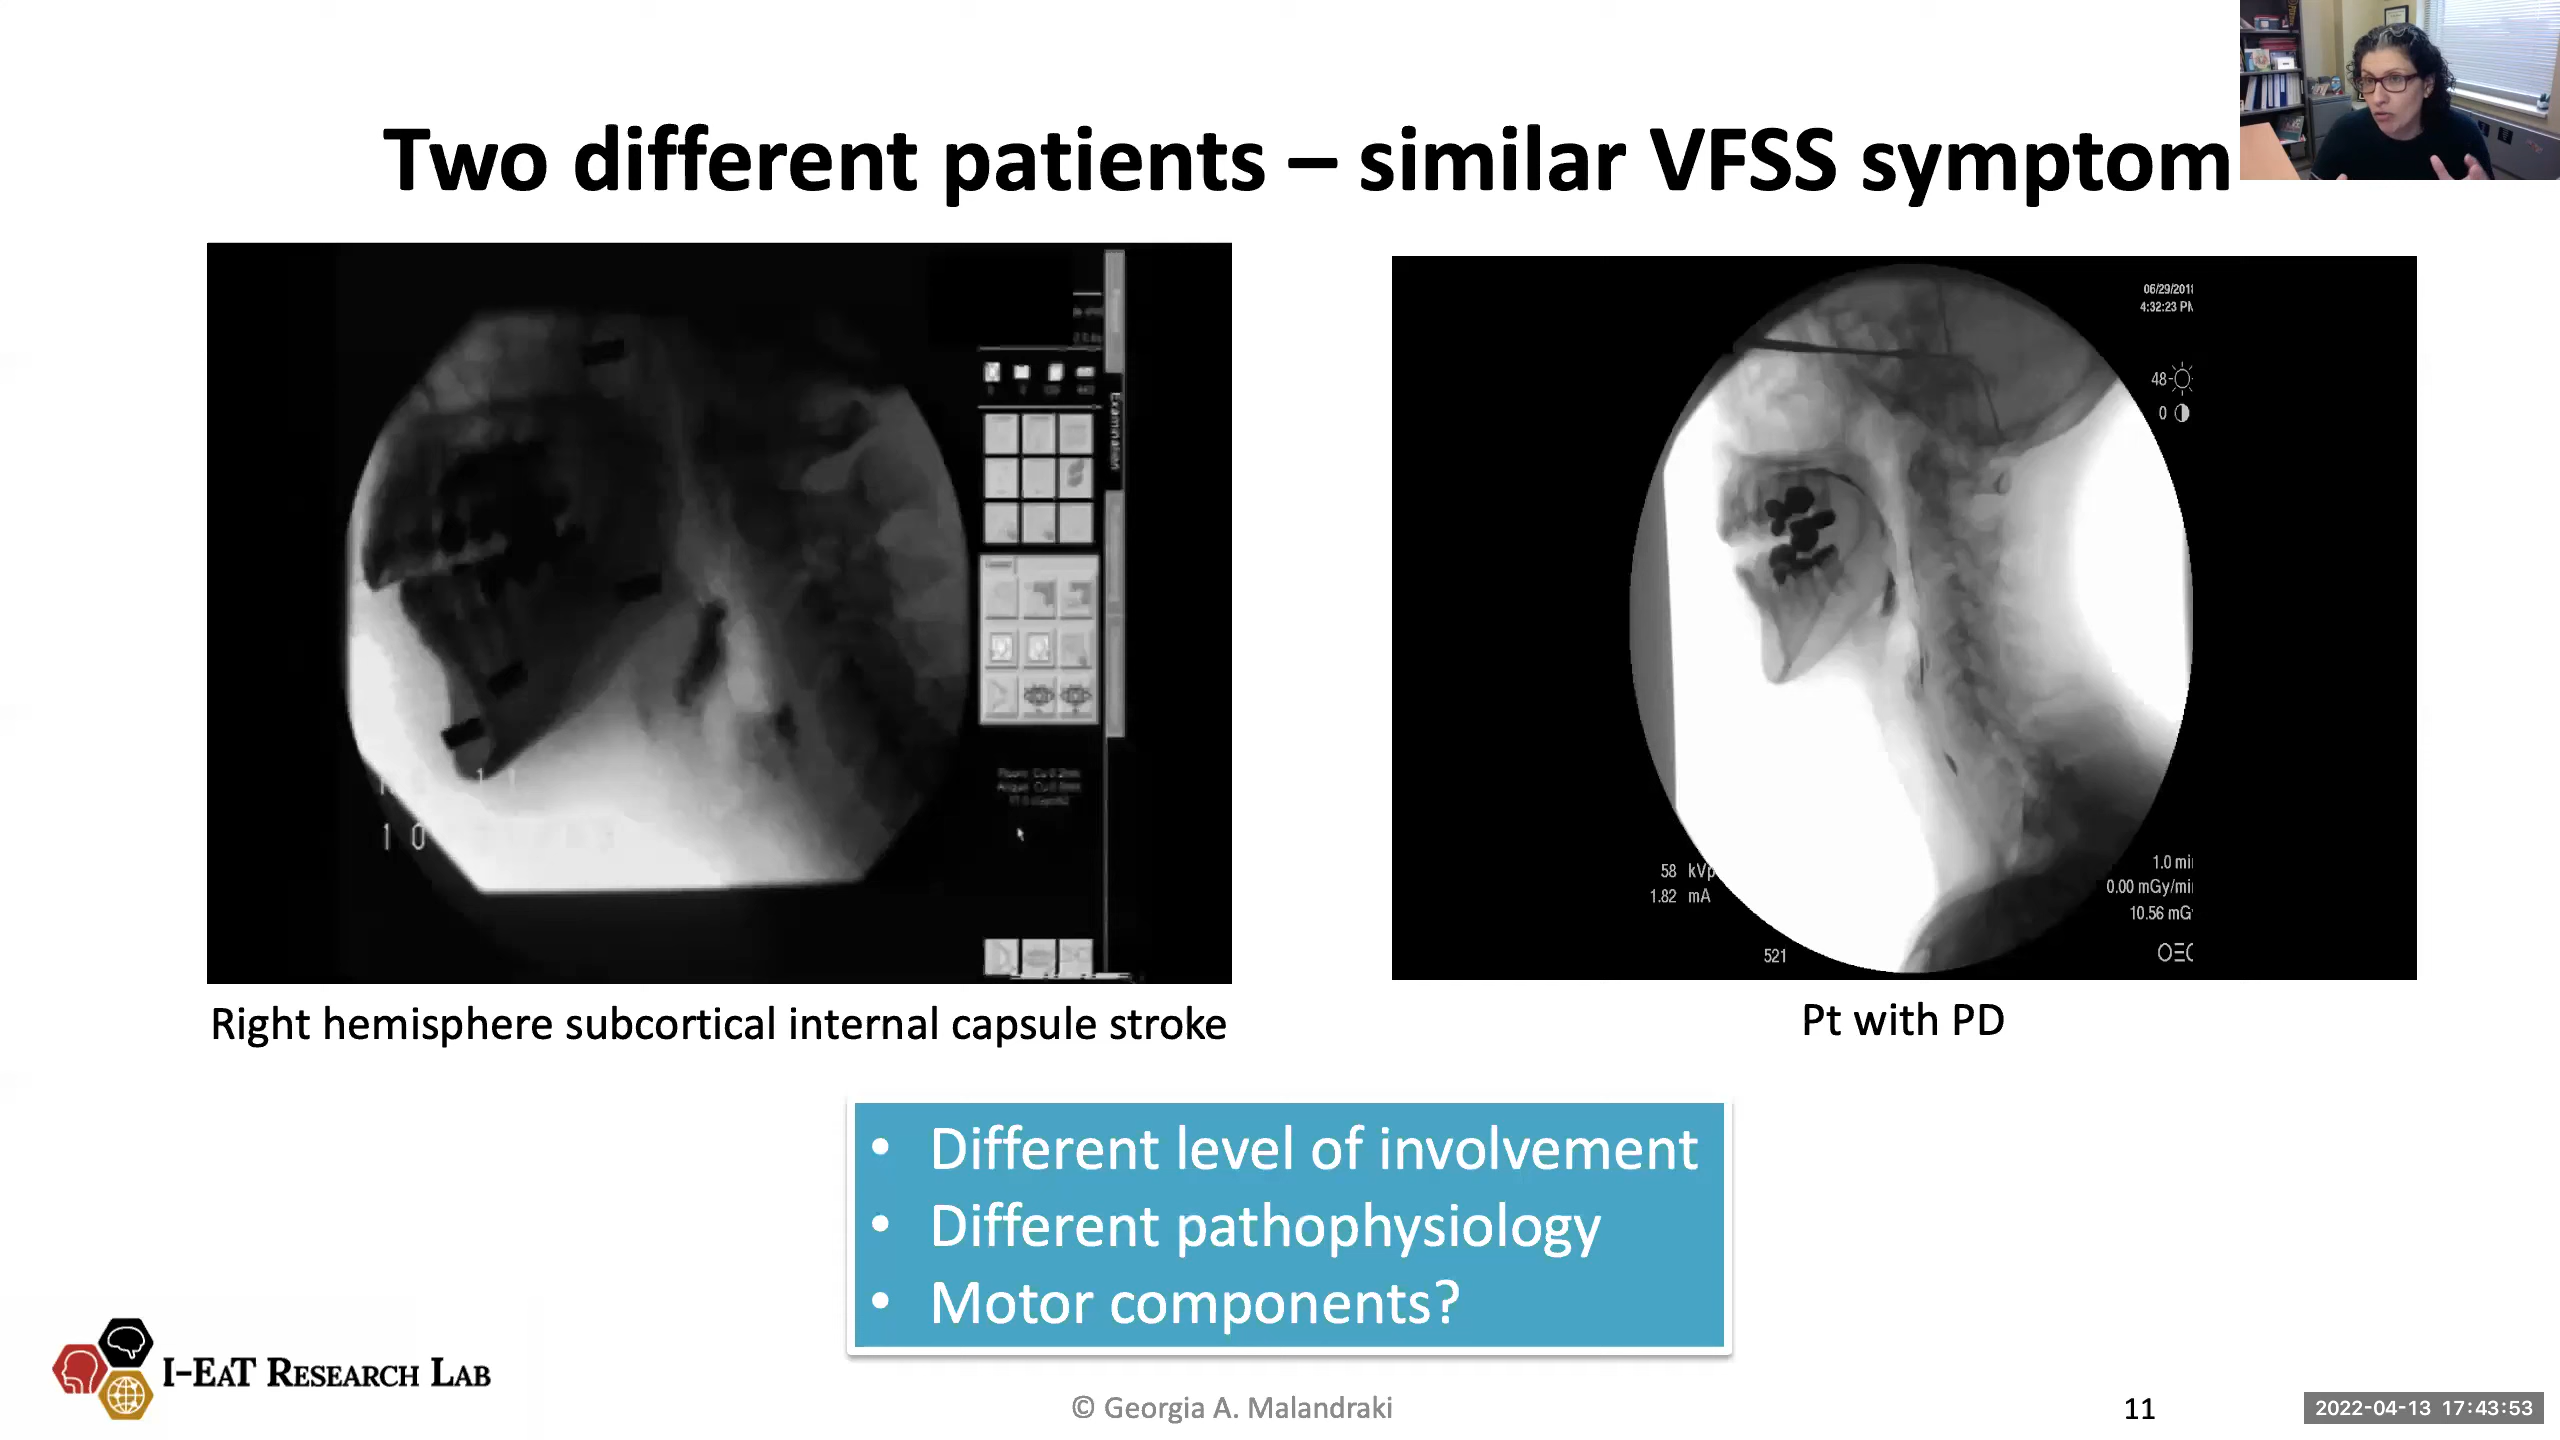 Two different patients – similar VFSS symptom
Examination
10
06/29/201
4:32:23 PM
48
0
58 kVp
1.82 mA
521
1.0 mi
0.00 mGy/mi
10.56 mG
Right hemisphere subcortical internal capsule stroke
Pt with PD
• Different level of involvement
• Different pathophysiology
• Motor components?
I-EaT Research Lab
© Georgia A. Malandraki
11
2022-04-13 17:43:53